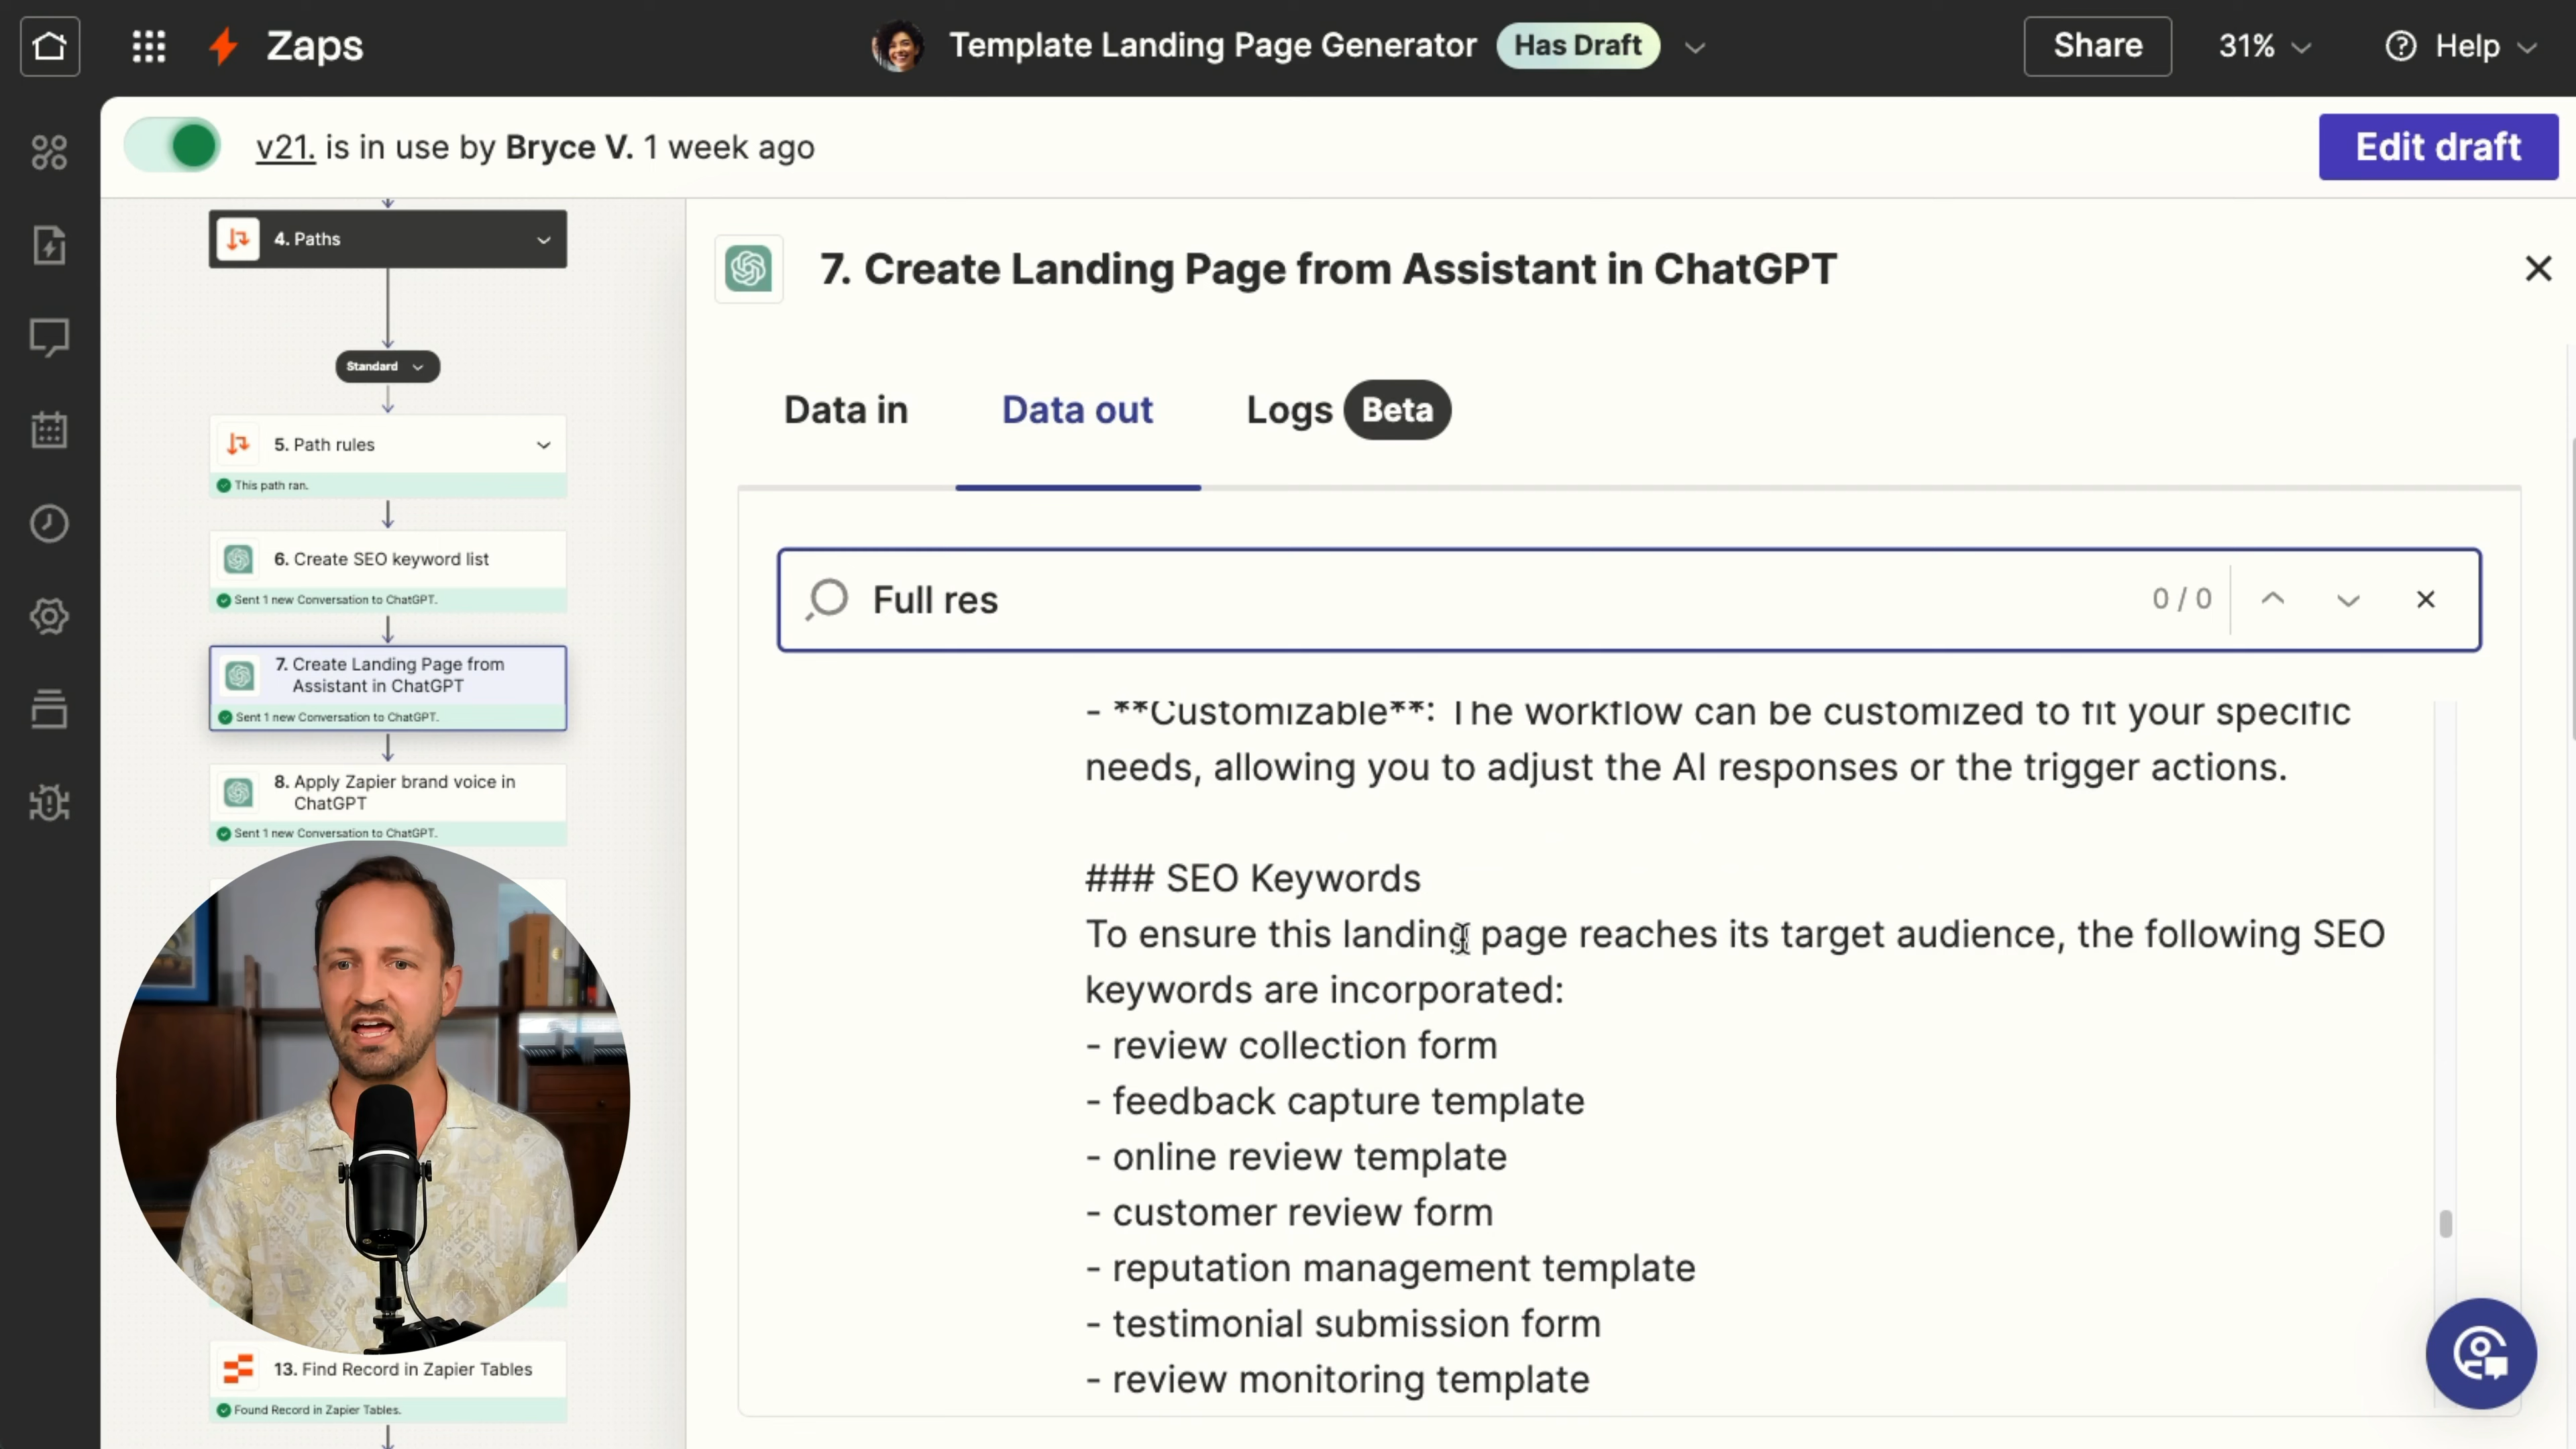 Zaps
Template Landing Page Generator
Has Draft
Share
31%
Help
v21. is in use by Bryce V. 1 week ago
Edit draft
4. Paths
Standard
5. Path rules
This path ran.
6. Create SEO keyword list
Sent 1 new Conversation to ChatGPT.
7. Create Landing Page from
Assistant in ChatGPT
Sent 1 new Conversation to ChatGPT.
8. Apply Zapier brand voice in
ChatGPT
Sent 1 new Conversation to ChatGPT.
13. Find Record in Zapier Tables
Found Record in Zapier Tables.
7. Create Landing Page from Assistant in ChatGPT
Data in
Data out
Logs
Beta
Full res
0 / 0
- **Customizable**: The workflow can be customized to fit your specific
needs, allowing you to adjust the AI responses or the trigger actions.
### SEO Keywords
To ensure this landing page reaches its target audience, the following SEO
keywords are incorporated:
- review collection form
- feedback capture template
- online review template
- customer review form
- reputation management template
- testimonial submission form
- review monitoring template